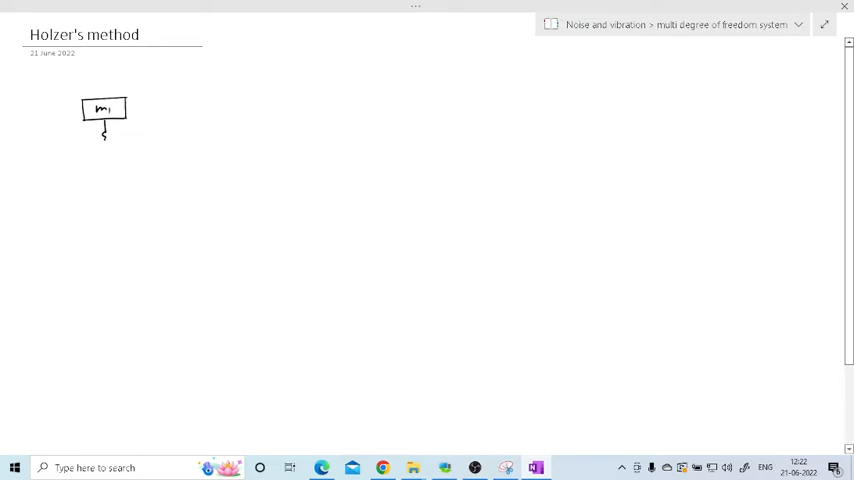 Noise and vibration > multi degree of freedom system
Holzer's method
21 June 2022
m₁
Type here to search
ENG
12:22
21-06-2022